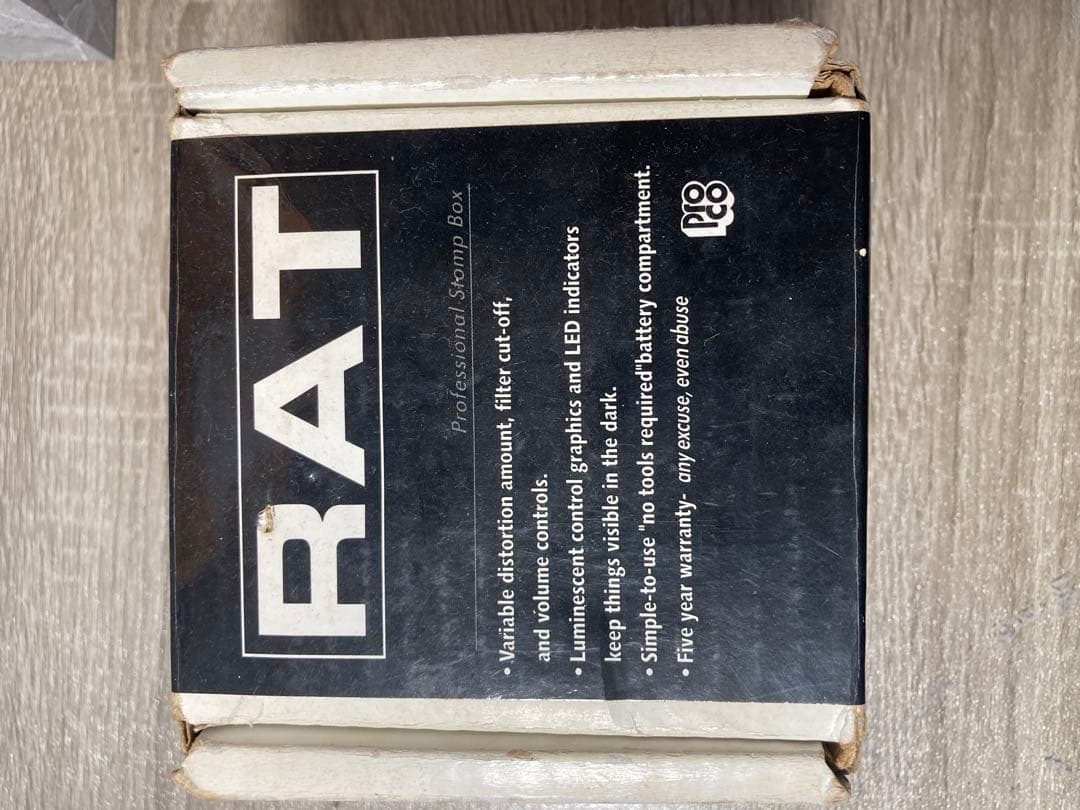 RAT
Professional Stomp Box
• Variable distortion amount, filter cut-off,
and volume controls.
• Luminescent control graphics and LED indicators
keep things visible in the dark.
• Simple-to-use "no tools required"battery compartment.
• Five year warranty- any excuse, even abuse
pro
co